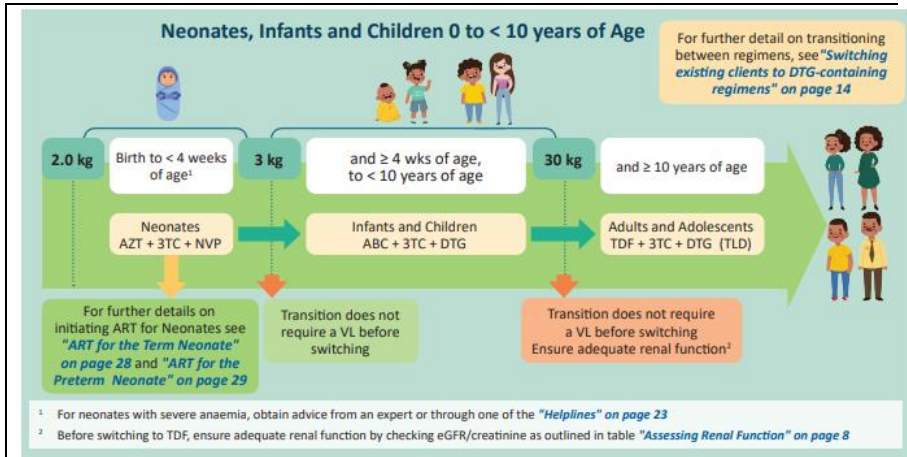 Neonates, Infants and Children 0 to < 10 years of Age
For further detail on transitioning
between regimens, see "Switching
existing clients to DTG-containing
regimens" on page 14
2.0 kg
Birth to < 4 weeks
of age¹
3 kg
and ≥ 4 wks of age,
to < 10 years of age
30 kg
and ≥ 10 years of age
Neonates
AZT + 3TC + NVP
Infants and Children
ABC + 3TC + DTG
Adults and Adolescents
TDF + 3TC + DTG (TLD)
For further details on
initiating ART for Neonates see
"ART for the Term Neonate"
on page 28 and "ART for the
Preterm Neonate" on page 29
Transition does not
require a VL before
switching
Transition does not require
a VL before switching
Ensure adequate renal function²
¹ For neonates with severe anaemia, obtain advice from an expert or through one of the "Helplines" on page 23
² Before switching to TDF, ensure adequate renal function by checking eGFR/creatinine as outlined in table "Assessing Renal Function" on page 8